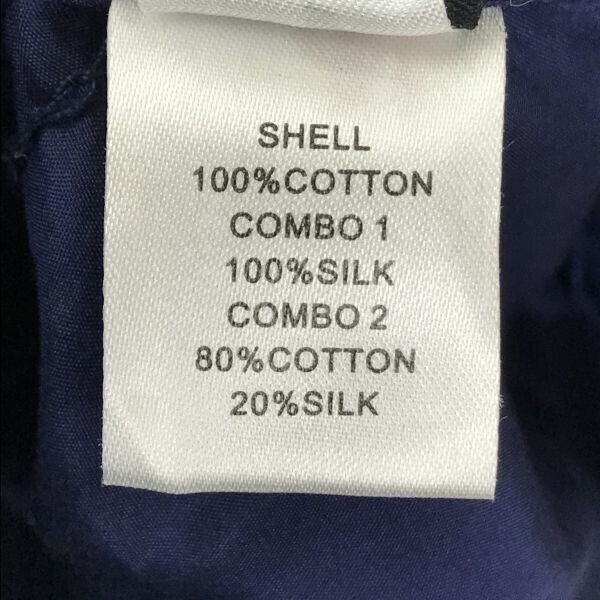 SHELL
100%COTTON
COMBO 1
100%SILK
COMBO 2
80%COTTON
20%SILK